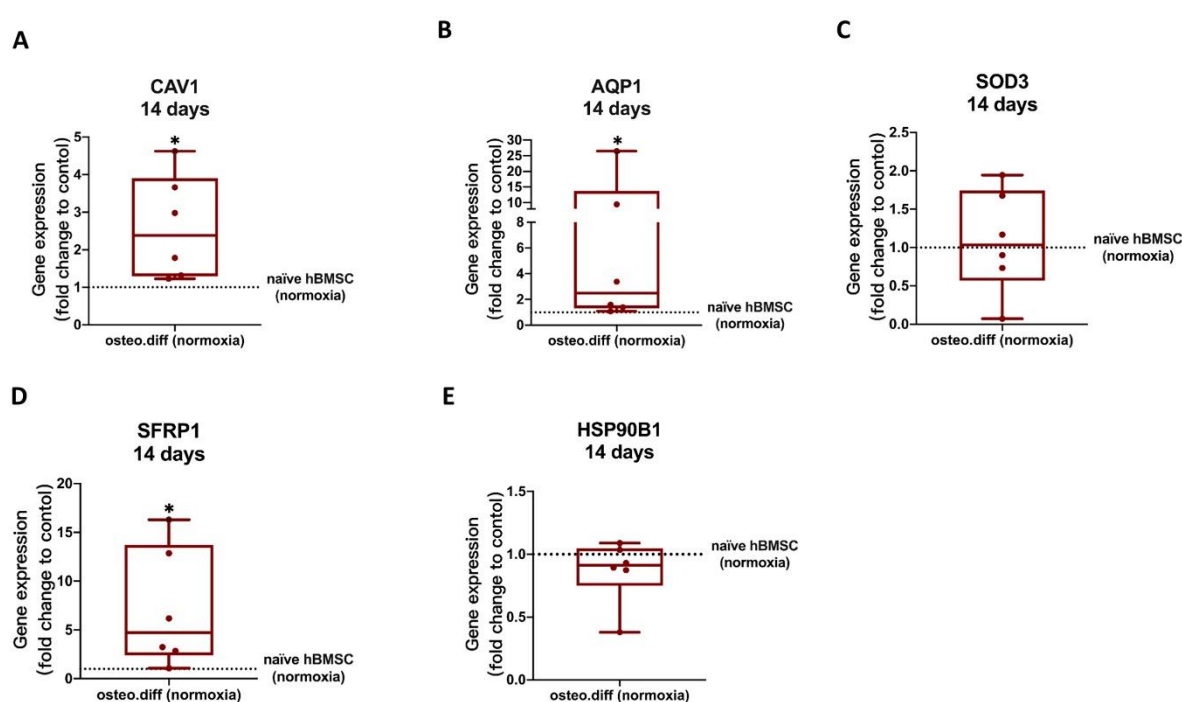 A
CAV1
14 days
Gene expression
(fold change to contol)
5
4
3
2
1
0
*
naïve hBMSC
(normoxia)
osteo.diff (normoxia)
B
AQP1
14 days
Gene expression
(fold change to contol)
30
25
20
15
10
8
6
4
2
0
*
naïve hBMSC
(normoxia)
osteo.diff (normoxia)
C
SOD3
14 days
Gene expression
(fold change to contol)
2.5
2.0
1.5
1.0
0.5
0.0
naïve hBMSC
(normoxia)
osteo.diff (normoxia)
D
SFRP1
14 days
Gene expression
(fold change to contol)
20
15
10
5
0
*
naïve hBMSC
(normoxia)
osteo.diff (normoxia)
E
HSP90B1
14 days
Gene expression
(fold change to contol)
1.5
1.0
0.5
0.0
naïve hBMSC
(normoxia)
osteo.diff (normoxia)